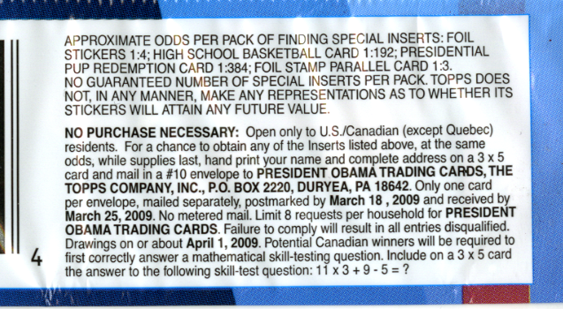 APPROXIMATE ODDS PER PACK OF FINDING SPECIAL INSERTS: FOIL
STICKERS 1:4; HIGH SCHOOL BASKETBALL CARD 1:192; PRESIDENTIAL
PUP REDEMPTION CARD 1:384; FOIL STAMP PARALLEL CARD 1:3.
NO GUARANTEED NUMBER OF SPECIAL INSERTS PER PACK. TOPPS DOES
NOT, IN ANY MANNER, MAKE ANY REPRESENTATIONS AS TO WHETHER ITS
STICKERS WILL ATTAIN ANY FUTURE VALUE.
NO PURCHASE NECESSARY: Open only to U.S./Canadian (except Quebec)
residents. For a chance to obtain any of the Inserts listed above, at the same
odds, while supplies last, hand print your name and complete address on a 3 x 5
card and mail in a #10 envelope to PRESIDENT OBAMA TRADING CARDS, THE
TOPPS COMPANY, INC., P.O. BOX 2220, DURYEA, PA 18642. Only one card
per envelope, mailed separately, postmarked by March 18 , 2009 and received by
March 25, 2009. No metered mail. Limit 8 requests per household for PRESIDENT
OBAMA TRADING CARDS. Failure to comply will result in all entries disqualified.
Drawings on or about April 1, 2009. Potential Canadian winners will be required to
first correctly answer a mathematical skill-testing question. Include on a 3 x 5 card
the answer to the following skill-test question: 11 x 3 + 9 - 5 = ?
4